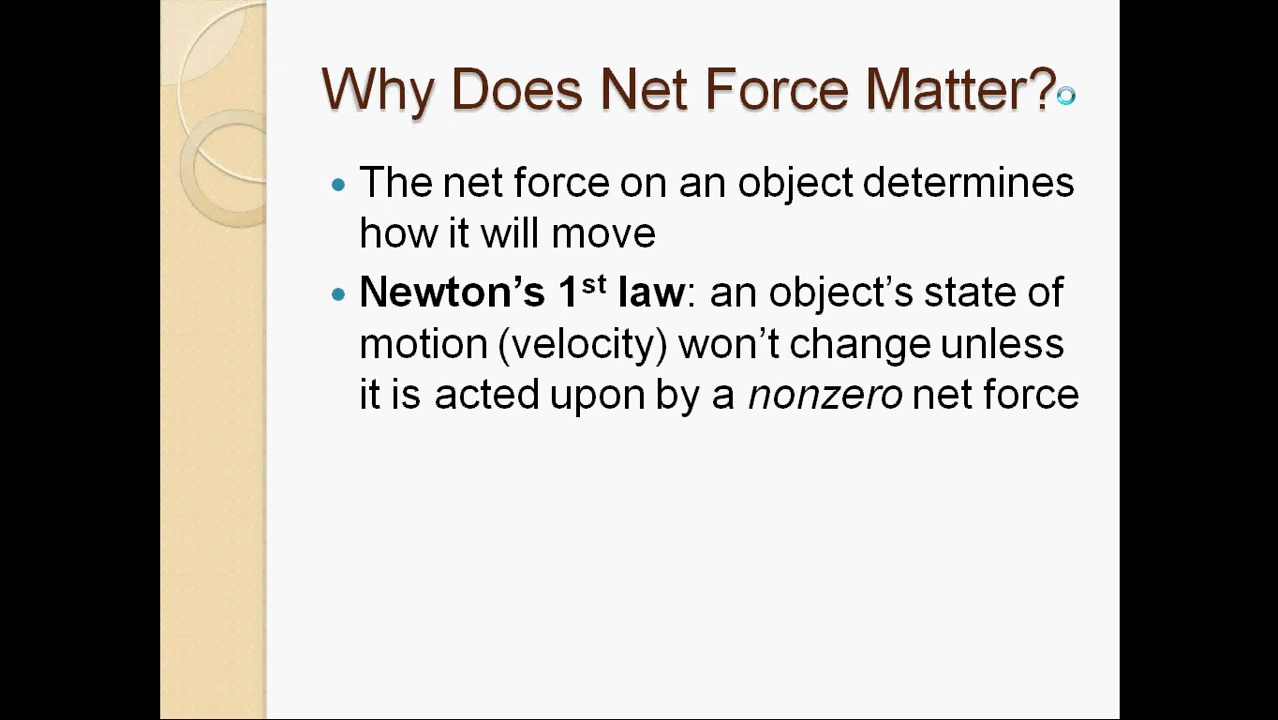 Why Does Net Force Matter?
• The net force on an object determines
how it will move
• Newton’s 1st law: an object’s state of
motion (velocity) won’t change unless
it is acted upon by a nonzero net force